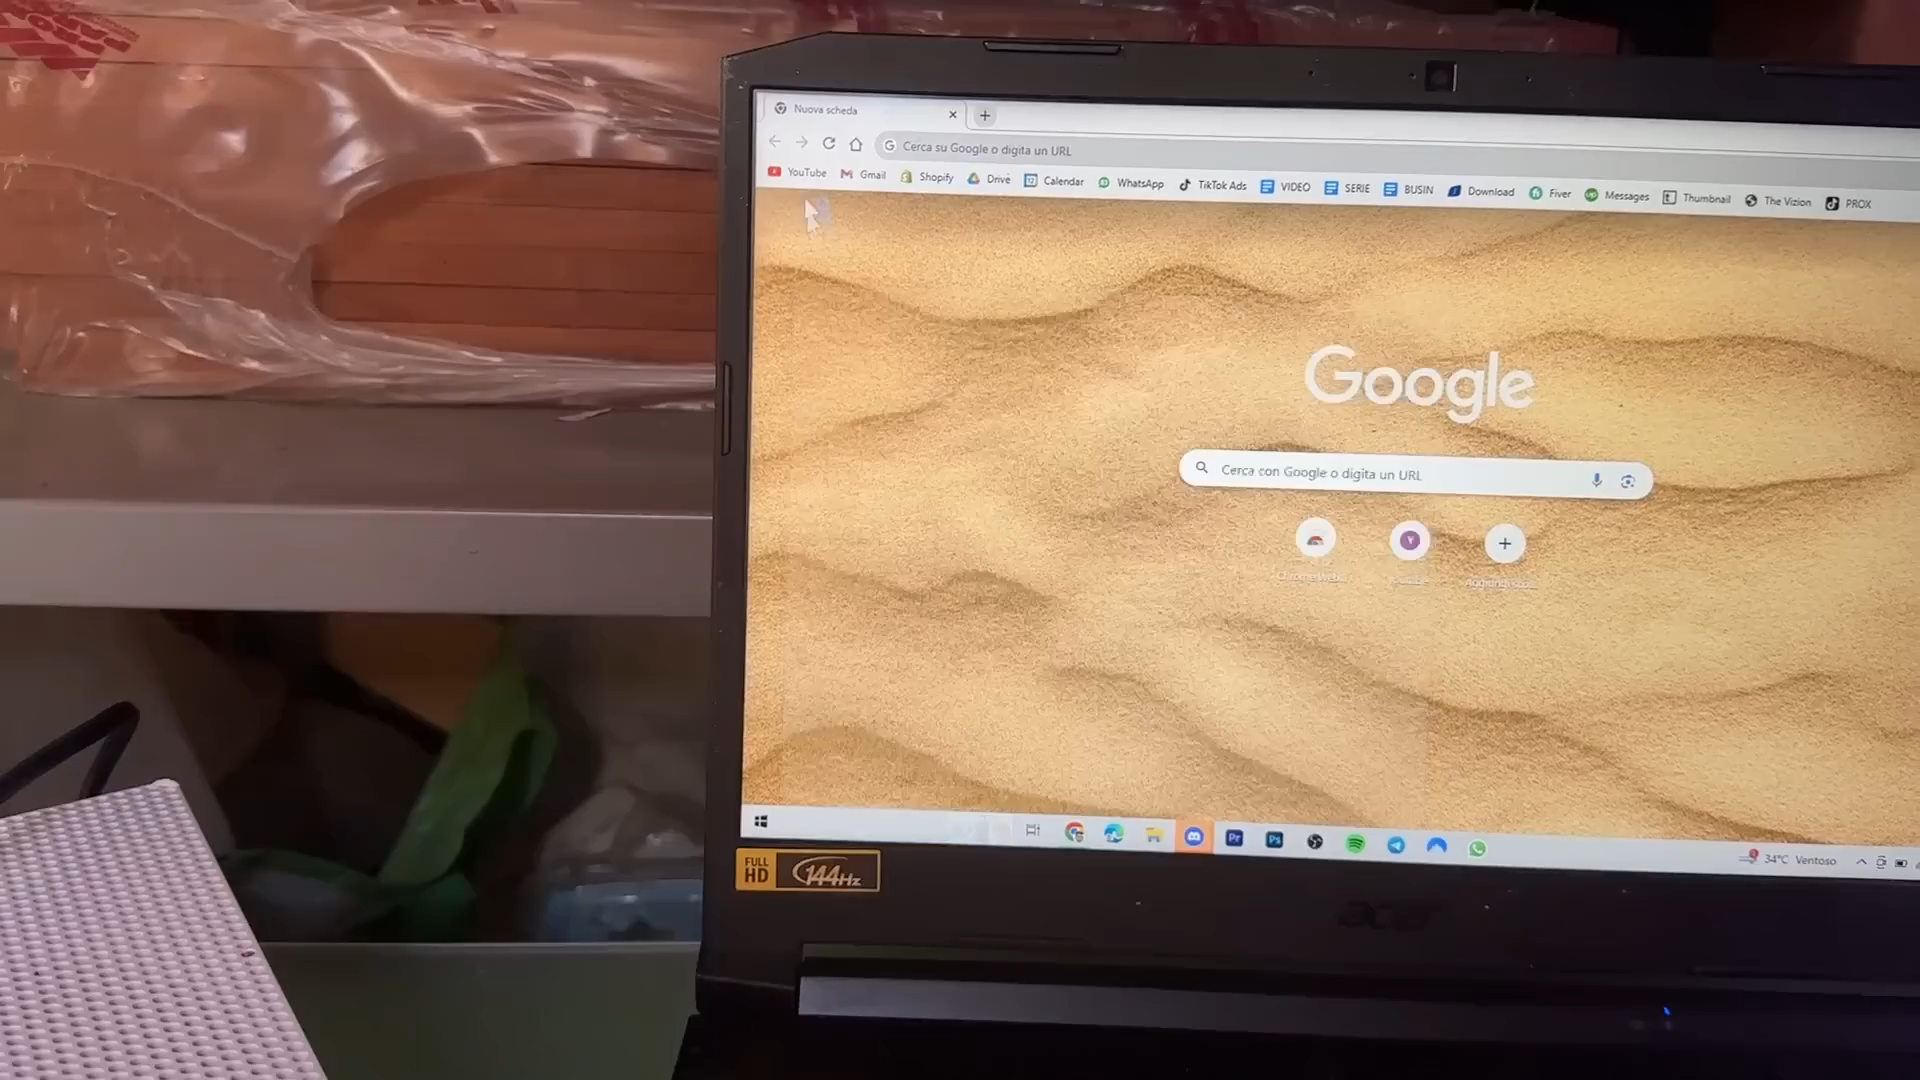 Nuova scheda
Cerca su Google o digita un URL
YouTube Gmail Shopify Drive Calendar WhatsApp TikTok Ads VIDEO SERIE BUSIN Download Fiver Messages Thumbnail The Vizion PROX
Google
Cerca con Google o digita un URL
Pr Ps
34°C Ventoso
FULL HD 144Hz
acer